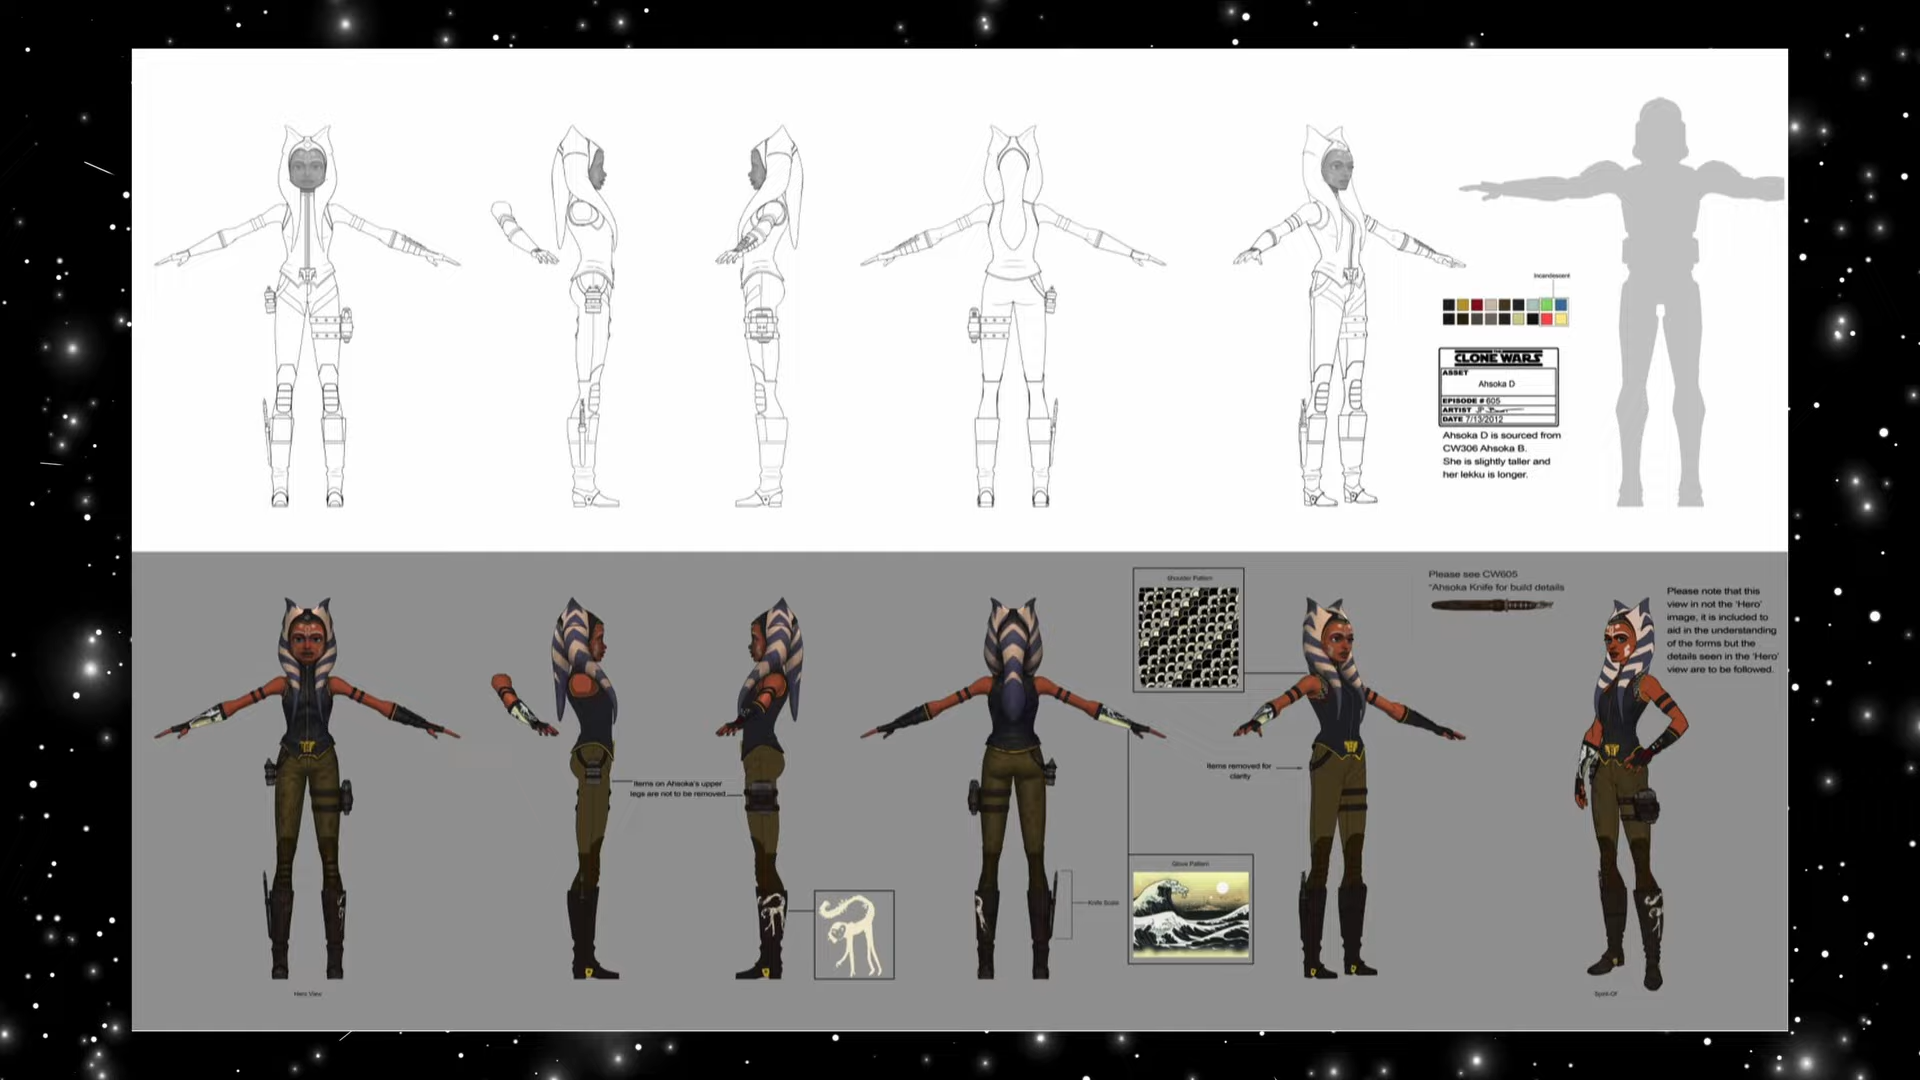 Incandescent
THE
CLONE WARS
ASSET
Ahsoka D
EPISODE # 605
ARTIST
DATE 7/13/2012
Ahsoka D is sourced from
CW306 Ahsoka B.
She is slightly taller and
her lekku is longer.
Shoulder Pattern
Please see CW605
"Ahsoka Knife for build details
Please note that this
view in not the 'Hero'
image, it is included to
aid in the understanding
of the forms but the
details seen in the 'Hero'
view are to be followed.
Items removed for
clarity
Items on Ahsoka's upper
legs are not to be removed
Glove Pattern
Knife Scale
Hero View